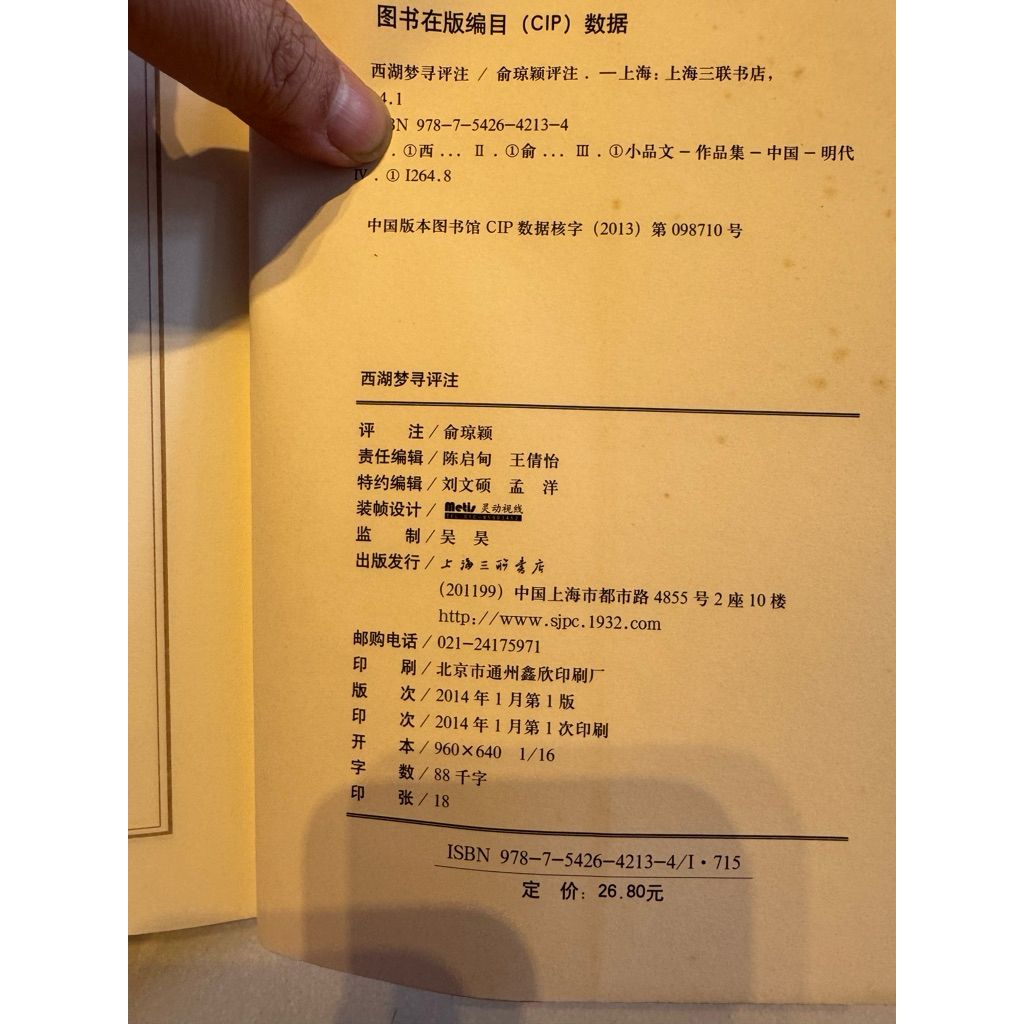 图书在版编目（CIP）数据
西湖梦寻评注 / 俞琼颖评注 . —上海：上海三联书店，
4.1
BN 978-7-5426-4213-4
. ①西 … Ⅱ . ①俞 … Ⅲ . ①小品文－作品集－中国－明代
Ⅳ . ① I264.8
中国版本图书馆 CIP 数据核字（2013）第 098710 号
西湖梦寻评注
评　注 / 俞琼颖
责任编辑 / 陈启甸　王倩怡
特约编辑 / 刘文硕　孟　洋
装帧设计 / Metis 灵动视线
监　制 / 吴　昊
出版发行 / 上海三联书店
（201199）中国上海市都市路 4855 号 2 座 10 楼
http://www.sjpc.1932.com
邮购电话 / 021-24175971
印　刷 / 北京市通州鑫欣印刷厂
版　次 / 2014 年 1 月第 1 版
印　次 / 2014 年 1 月第 1 次印刷
开　本 / 960×640　1/16
字　数 / 88 千字
印　张 / 18
ISBN 978-7-5426-4213-4/I·715
定　价：26.80元